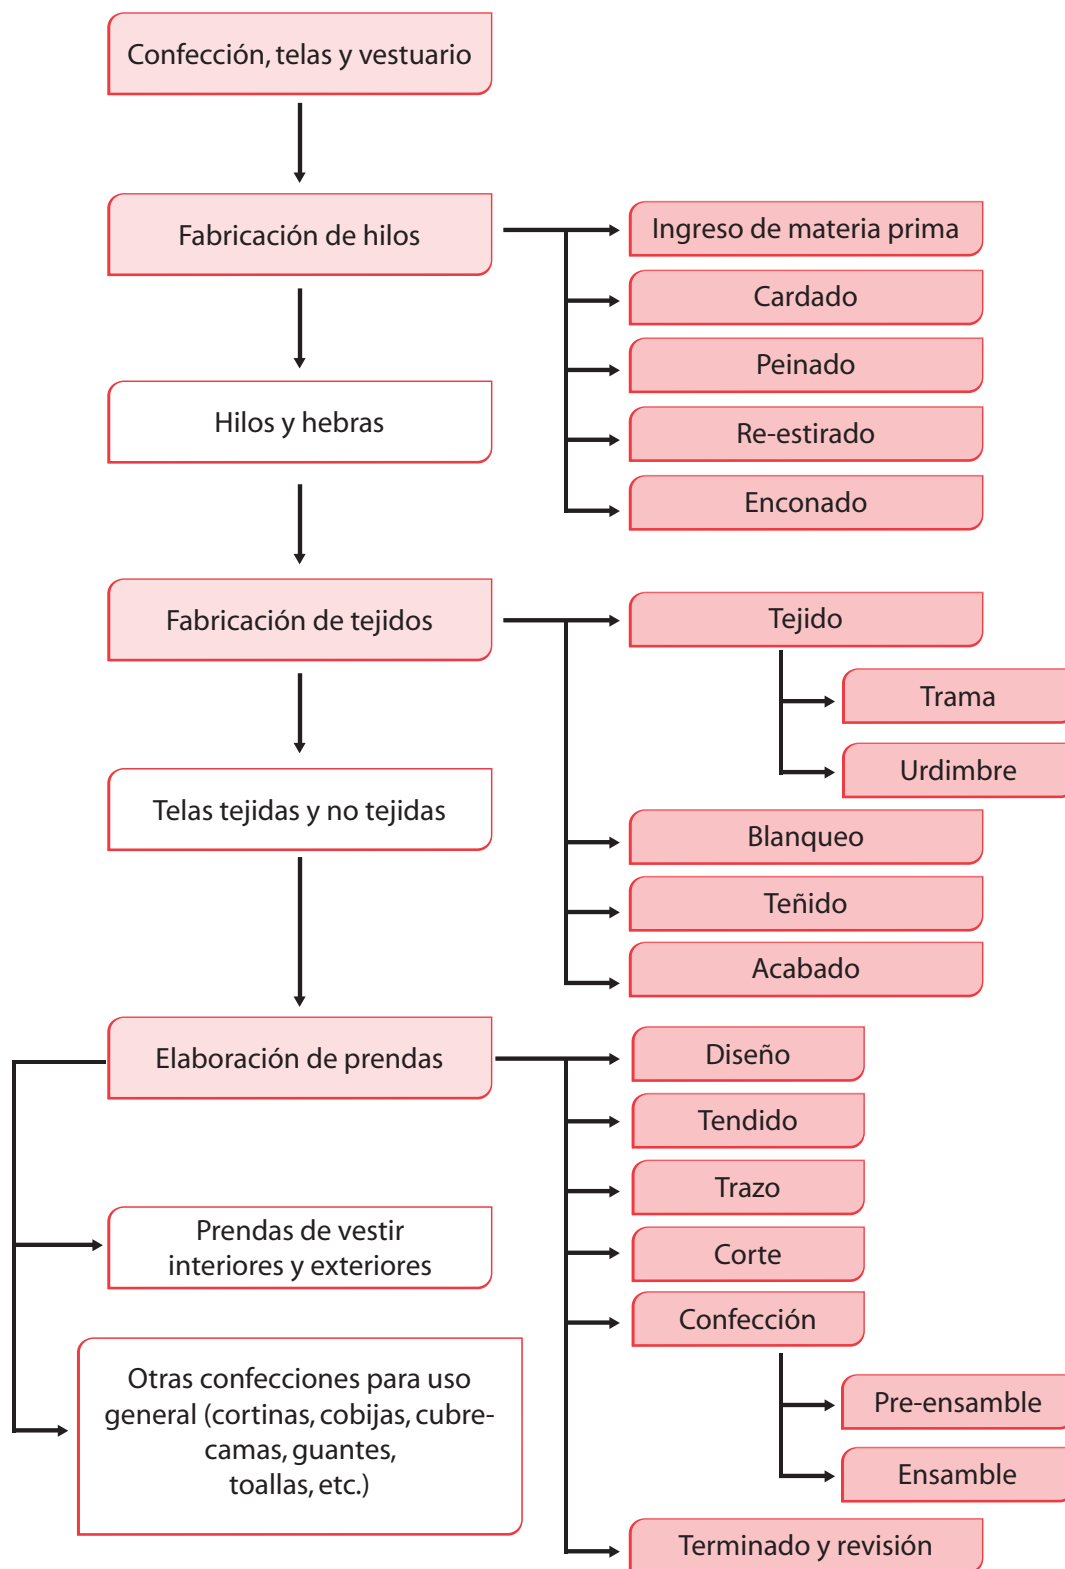 Confección, telas y vestuario
Fabricación de hilos
Ingreso de materia prima
Cardado
Peinado
Re-estirado
Enconado
Hilos y hebras
Fabricación de tejidos
Tejido
Trama
Urdimbre
Blanqueo
Teñido
Acabado
Telas tejidas y no tejidas
Elaboración de prendas
Diseño
Tendido
Trazo
Corte
Confección
Pre-ensamble
Ensamble
Terminado y revisión
Prendas de vestir
interiores y exteriores
Otras confecciones para uso
general (cortinas, cobijas, cubre-
camas, guantes,
toallas, etc.)